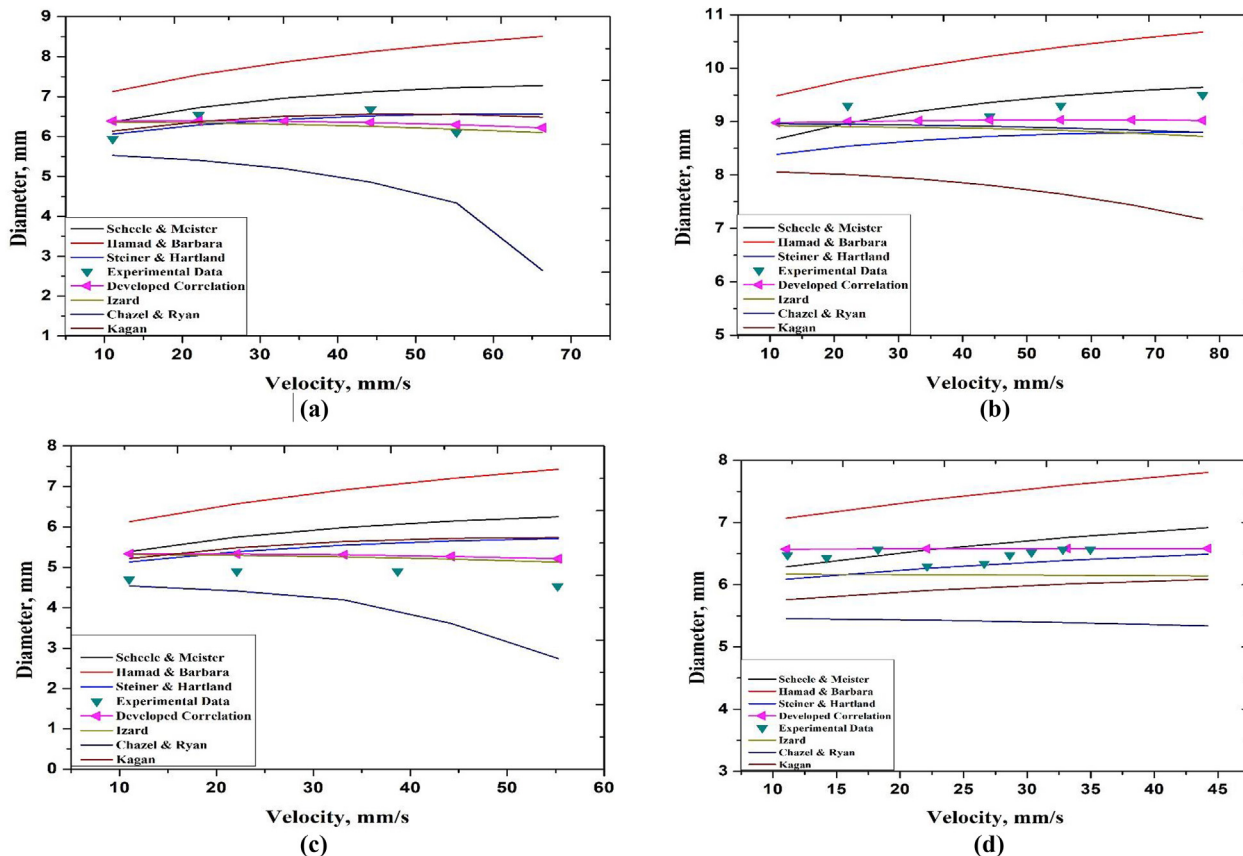 9
8
7
6
5
4
3
2
1
Diameter, mm
Scheele & Meister
Hamad & Barbara
Steiner & Hartland
Experimental Data
Developed Correlation
Izard
Chazel & Ryan
Kagan
10 20 30 40 50 60 70
Velocity, mm/s
(a)
11
10
9
8
7
6
5
Diameter, mm
Scheele & Meister
Hamad & Barbara
Steiner & Hartland
Experimental Data
Developed Correlation
Izard
Chazel & Ryan
Kagan
10 20 30 40 50 60 70 80
Velocity, mm/s
(b)
8
7
6
5
4
3
2
1
0
Diameter, mm
Scheele & Meister
Hamad & Barbara
Steiner & Hartland
Experimental Data
Developed Correlation
Izard
Chazel & Ryan
Kagan
10 20 30 40 50 60
Velocity, mm/s
(c)
8
7
6
5
4
3
Diameter, mm
Scheele & Meister
Hamad & Barbara
Steiner & Hartland
Developed Correlation
Experimental Data
Izard
Chazel & Ryan
Kagan
10 15 20 25 30 35 40 45
Velocity, mm/s
(d)